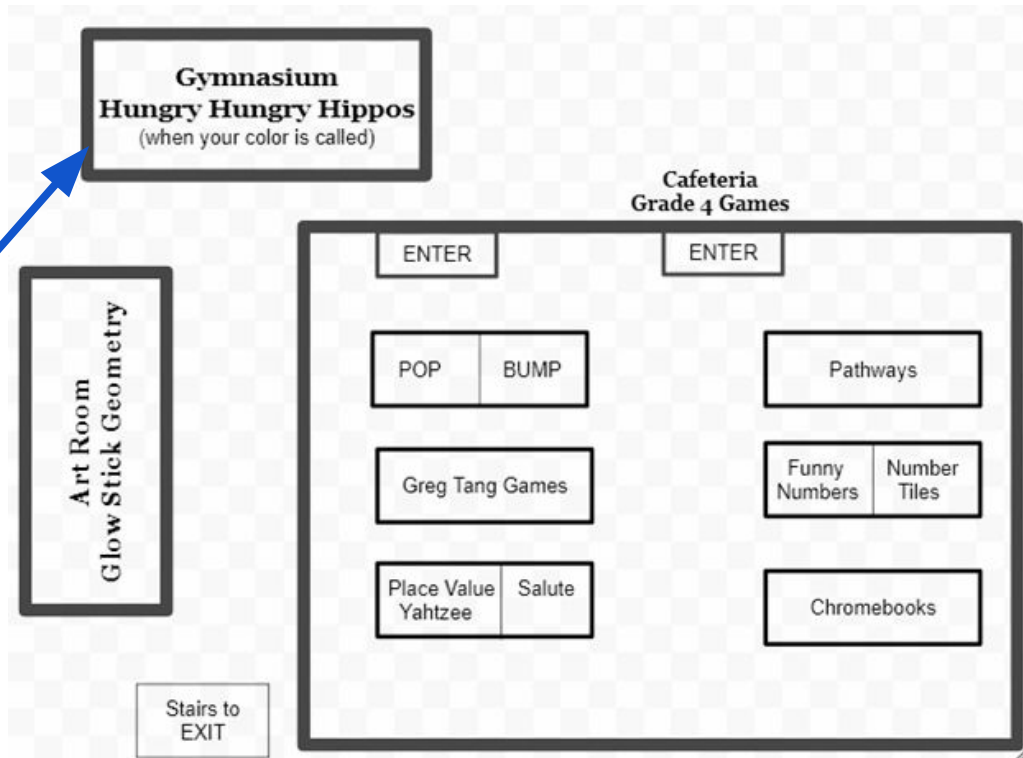 Gymnasium
Hungry Hungry Hippos
(when your color is called)
Cafeteria
Grade 4 Games
ENTER
ENTER
Art Room
Glow Stick Geometry
POP
BUMP
Pathways
Greg Tang Games
Funny
Numbers
Number
Tiles
Place Value
Yahtzee
Salute
Chromebooks
Stairs to
EXIT